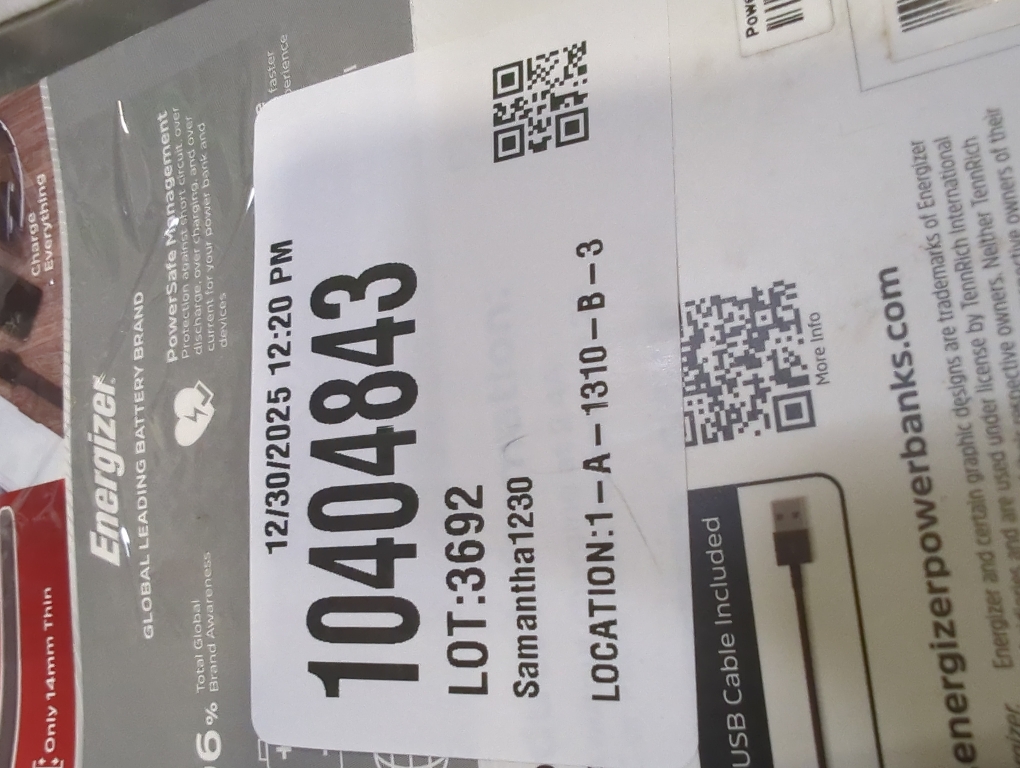 Charge
Everything
Only 14mm Thin
Energizer®
GLOBAL LEADING BATTERY BRAND
6% Total Global
Brand Awareness
PowerSafe Management
Protection against short circuit, over
discharge, over charging, and over
current for your power bank and
devices
faster
12/30/2025 12:20 PM
10404843
LOT:3692
Samantha1230
LOCATION:1-A-1310-B-3
USB Cable Included
More Info
energizerpowerbanks.com
Energizer and certain graphic designs are trademarks of Energizer
and are used under license by TennRich International
respective owners. Neither TennRich
owners of their